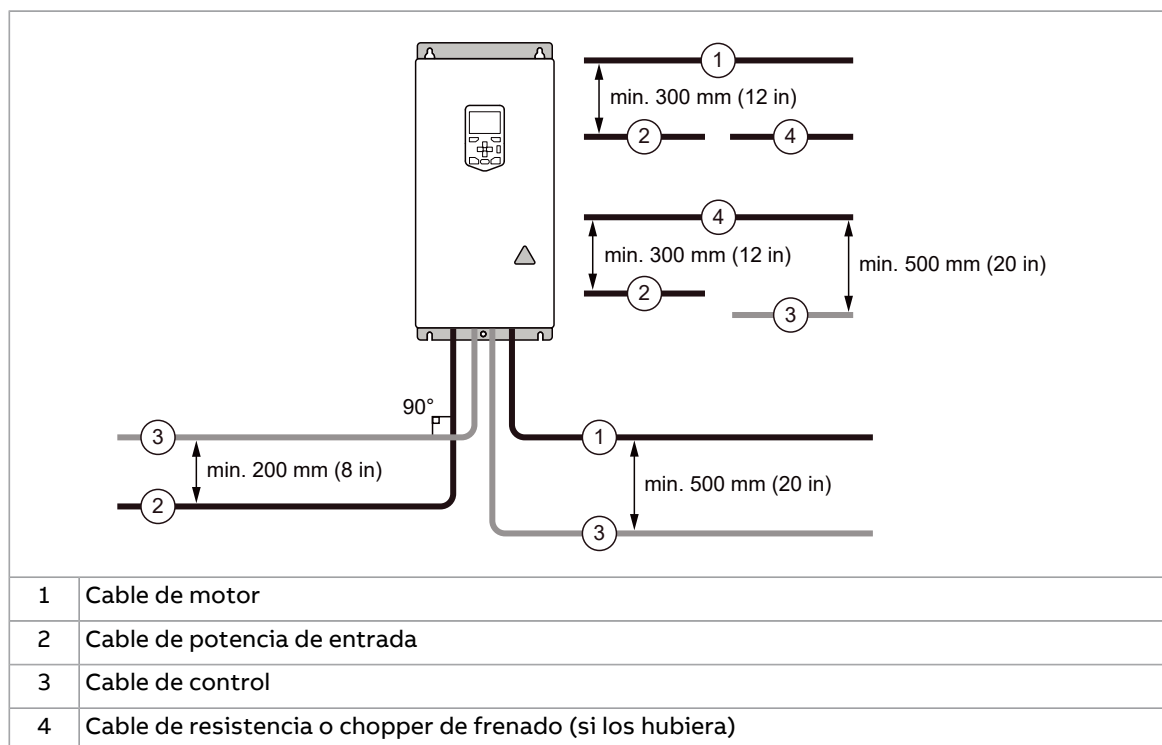 1
min. 300 mm (12 in)
2 4
4
min. 300 mm (12 in) min. 500 mm (20 in)
2
3
90°
3 1
min. 200 mm (8 in) min. 500 mm (20 in)
2
3
1 Cable de motor
2 Cable de potencia de entrada
3 Cable de control
4 Cable de resistencia o chopper de frenado (si los hubiera)